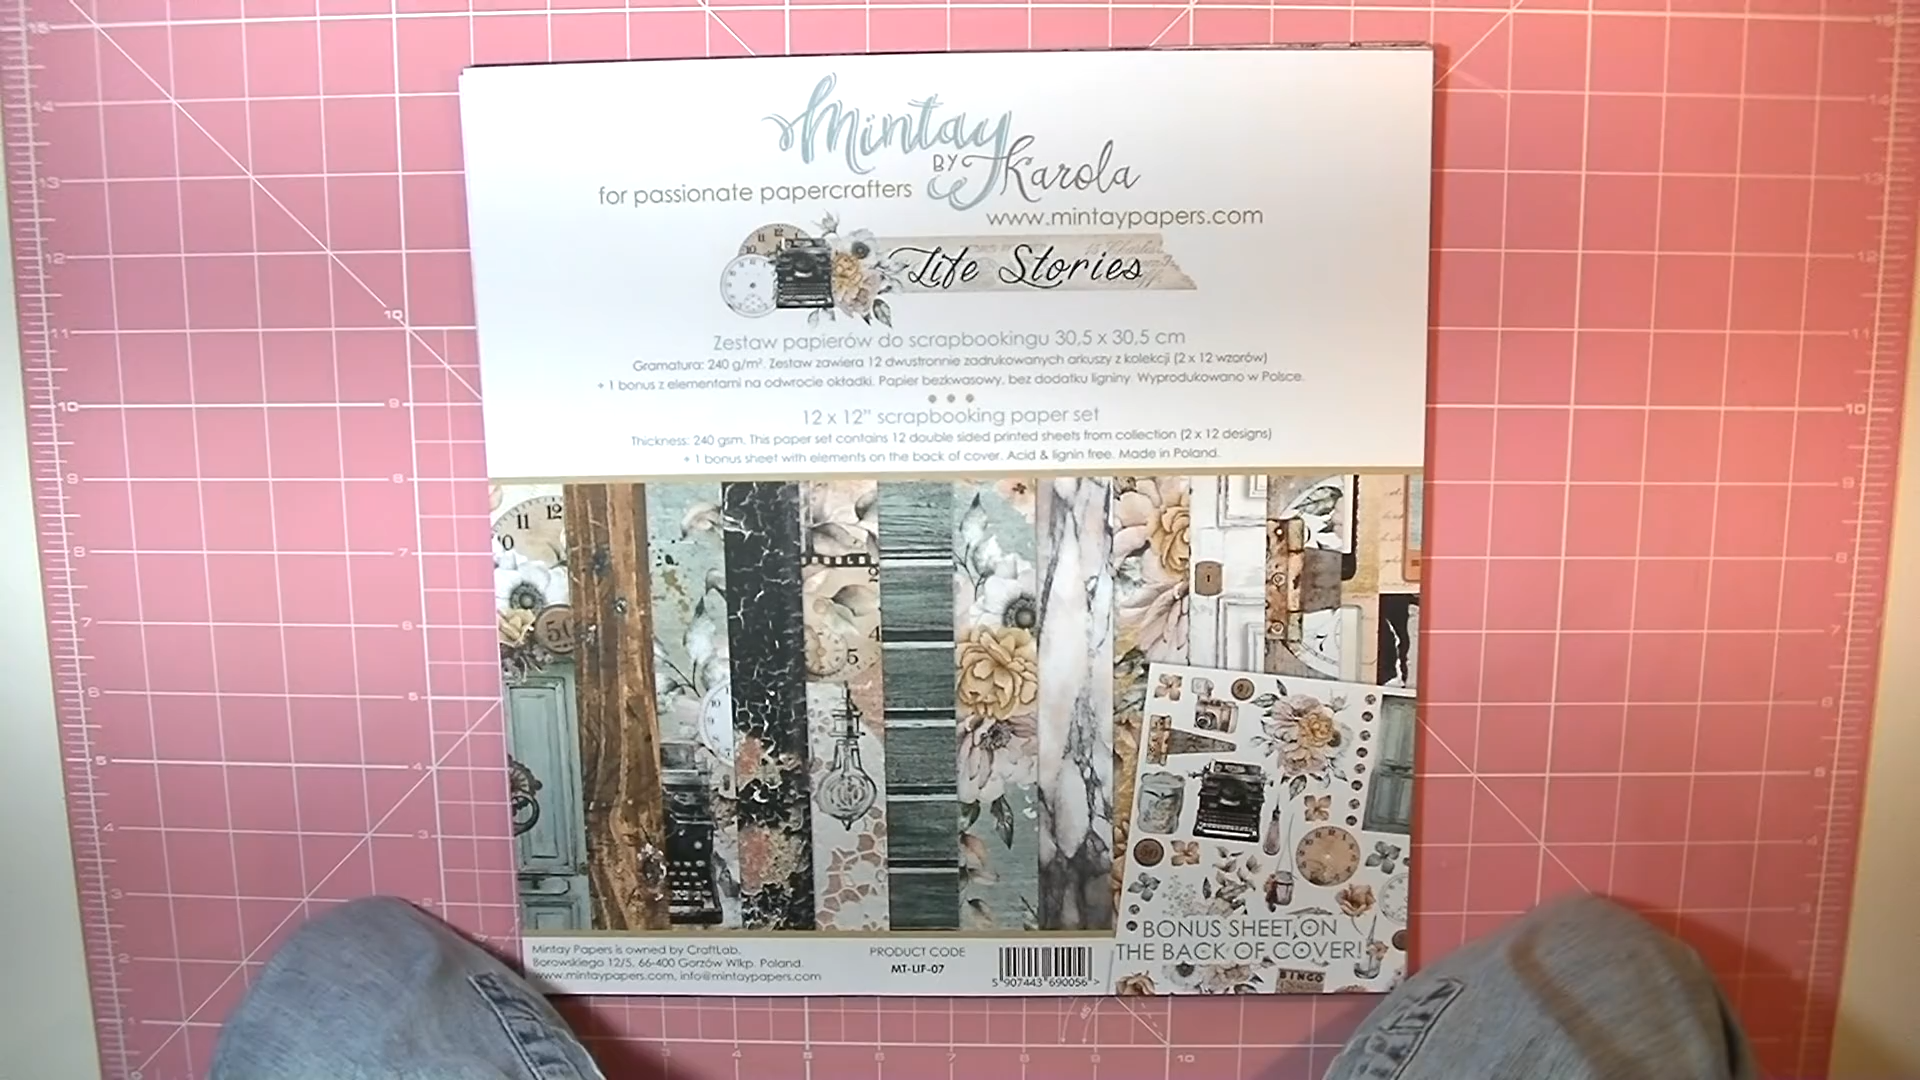 mintay
BY Karola
for passionate papercrafters
www.mintaypapers.com
Life Stories
Zestaw papierów do scrapbookingu 30,5 x 30,5 cm
Gramatura: 240 g/m². Zestaw zawiera 12 dwustronnie zadrukowanych arkuszy z kolekcji (2 x 12 wzorów)
+ 1 bonus z elementami na odwrocie okładki. Papier bezkwasowy, bez dodatku ligniny. Wyprodukowano w Polsce.
12 x 12" scrapbooking paper set
Thickness: 240 gsm. This paper set contains 12 double sided printed sheets from collection (2 x 12 designs)
+ 1 bonus sheet with elements on the back of cover. Acid & lignin free. Made in Poland.
BONUS SHEET ON
THE BACK OF COVER!
BINGO
Mintay Papers is owned by CraftLab.
Borowskiego 12/5, 66-400 Gorzów Wlkp. Poland.
www.mintaypapers.com, info@mintaypapers.com
PRODUCT CODE
MT-LIF-07
5 907443 690056 >